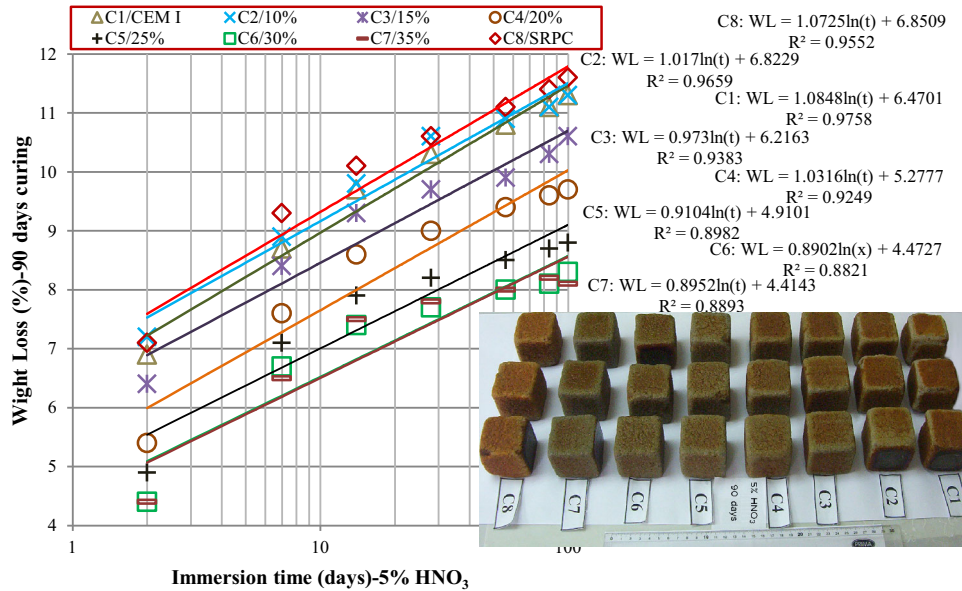 C1/CEM I C2/10% C3/15% C4/20%
C5/25% C6/30% C7/35% C8/SRPC
C8: WL = 1.0725ln(t) + 6.8509
R² = 0.9552
C2: WL = 1.017ln(t) + 6.8229
R² = 0.9659
C1: WL = 1.0848ln(t) + 6.4701
R² = 0.9758
C3: WL = 0.973ln(t) + 6.2163
R² = 0.9383
C4: WL = 1.0316ln(t) + 5.2777
R² = 0.9249
C5: WL = 0.9104ln(t) + 4.9101
R² = 0.8982
C6: WL = 0.8902ln(x) + 4.4727
R² = 0.8821
C7: WL = 0.8952ln(t) + 4.4143
R² = 0.8893
Wight Loss (%)-90 days curing
12
11
10
9
8
7
6
5
4
1 10 100
Immersion time (days)-5% HNO₃
C8 C7 C6 C5 C4 C3 C2 C1
5% HNO₃
90 days